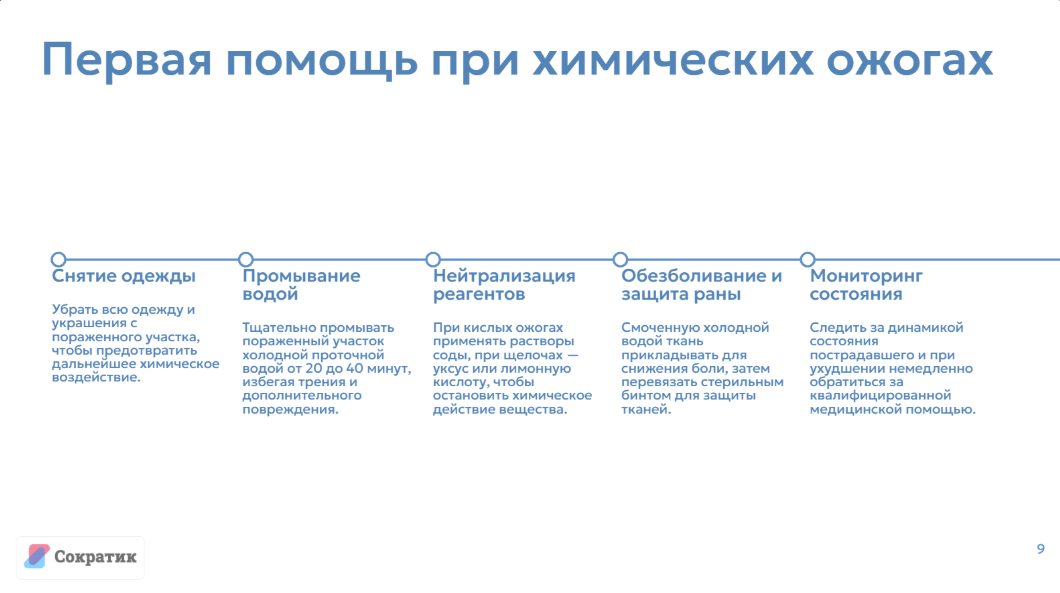 Первая помощь при химических ожогах
Снятие одежды
Убрать всю одежду и
украшения с
пораженного участка,
чтобы предотвратить
дальнейшее химическое
воздействие.
Промывание
водой
Тщательно промывать
пораженный участок
холодной проточной
водой от 20 до 40 минут,
избегая трения и
дополнительного
повреждения.
Нейтрализация
реагентов
При кислых ожогах
применять растворы
соды, при щелочах —
уксус или лимонную
кислоту, чтобы
остановить химическое
действие вещества.
Обезболивание и
защита раны
Смоченную холодной
водой ткань
прикладывать для
снижения боли, затем
перевязать стерильным
бинтом для защиты
тканей.
Мониторинг
состояния
Следить за динамикой
состояния
пострадавшего и при
ухудшении немедленно
обратиться за
квалифицированной
медицинской помощью.
Сократик
9